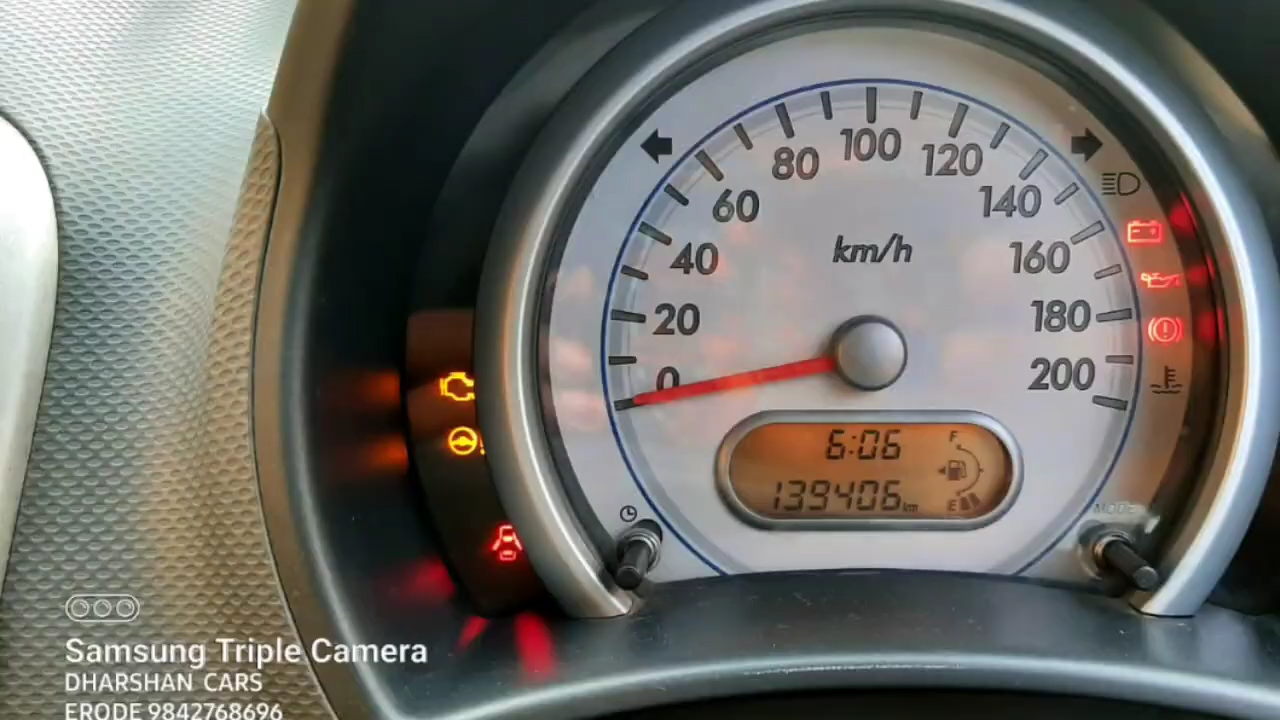 0
20
40
60
80
100
120
140
160
180
200
km/h
6:06
F
139406km
E
MODE
Samsung Triple Camera
DHARSHAN CARS
ERODE 9842768696